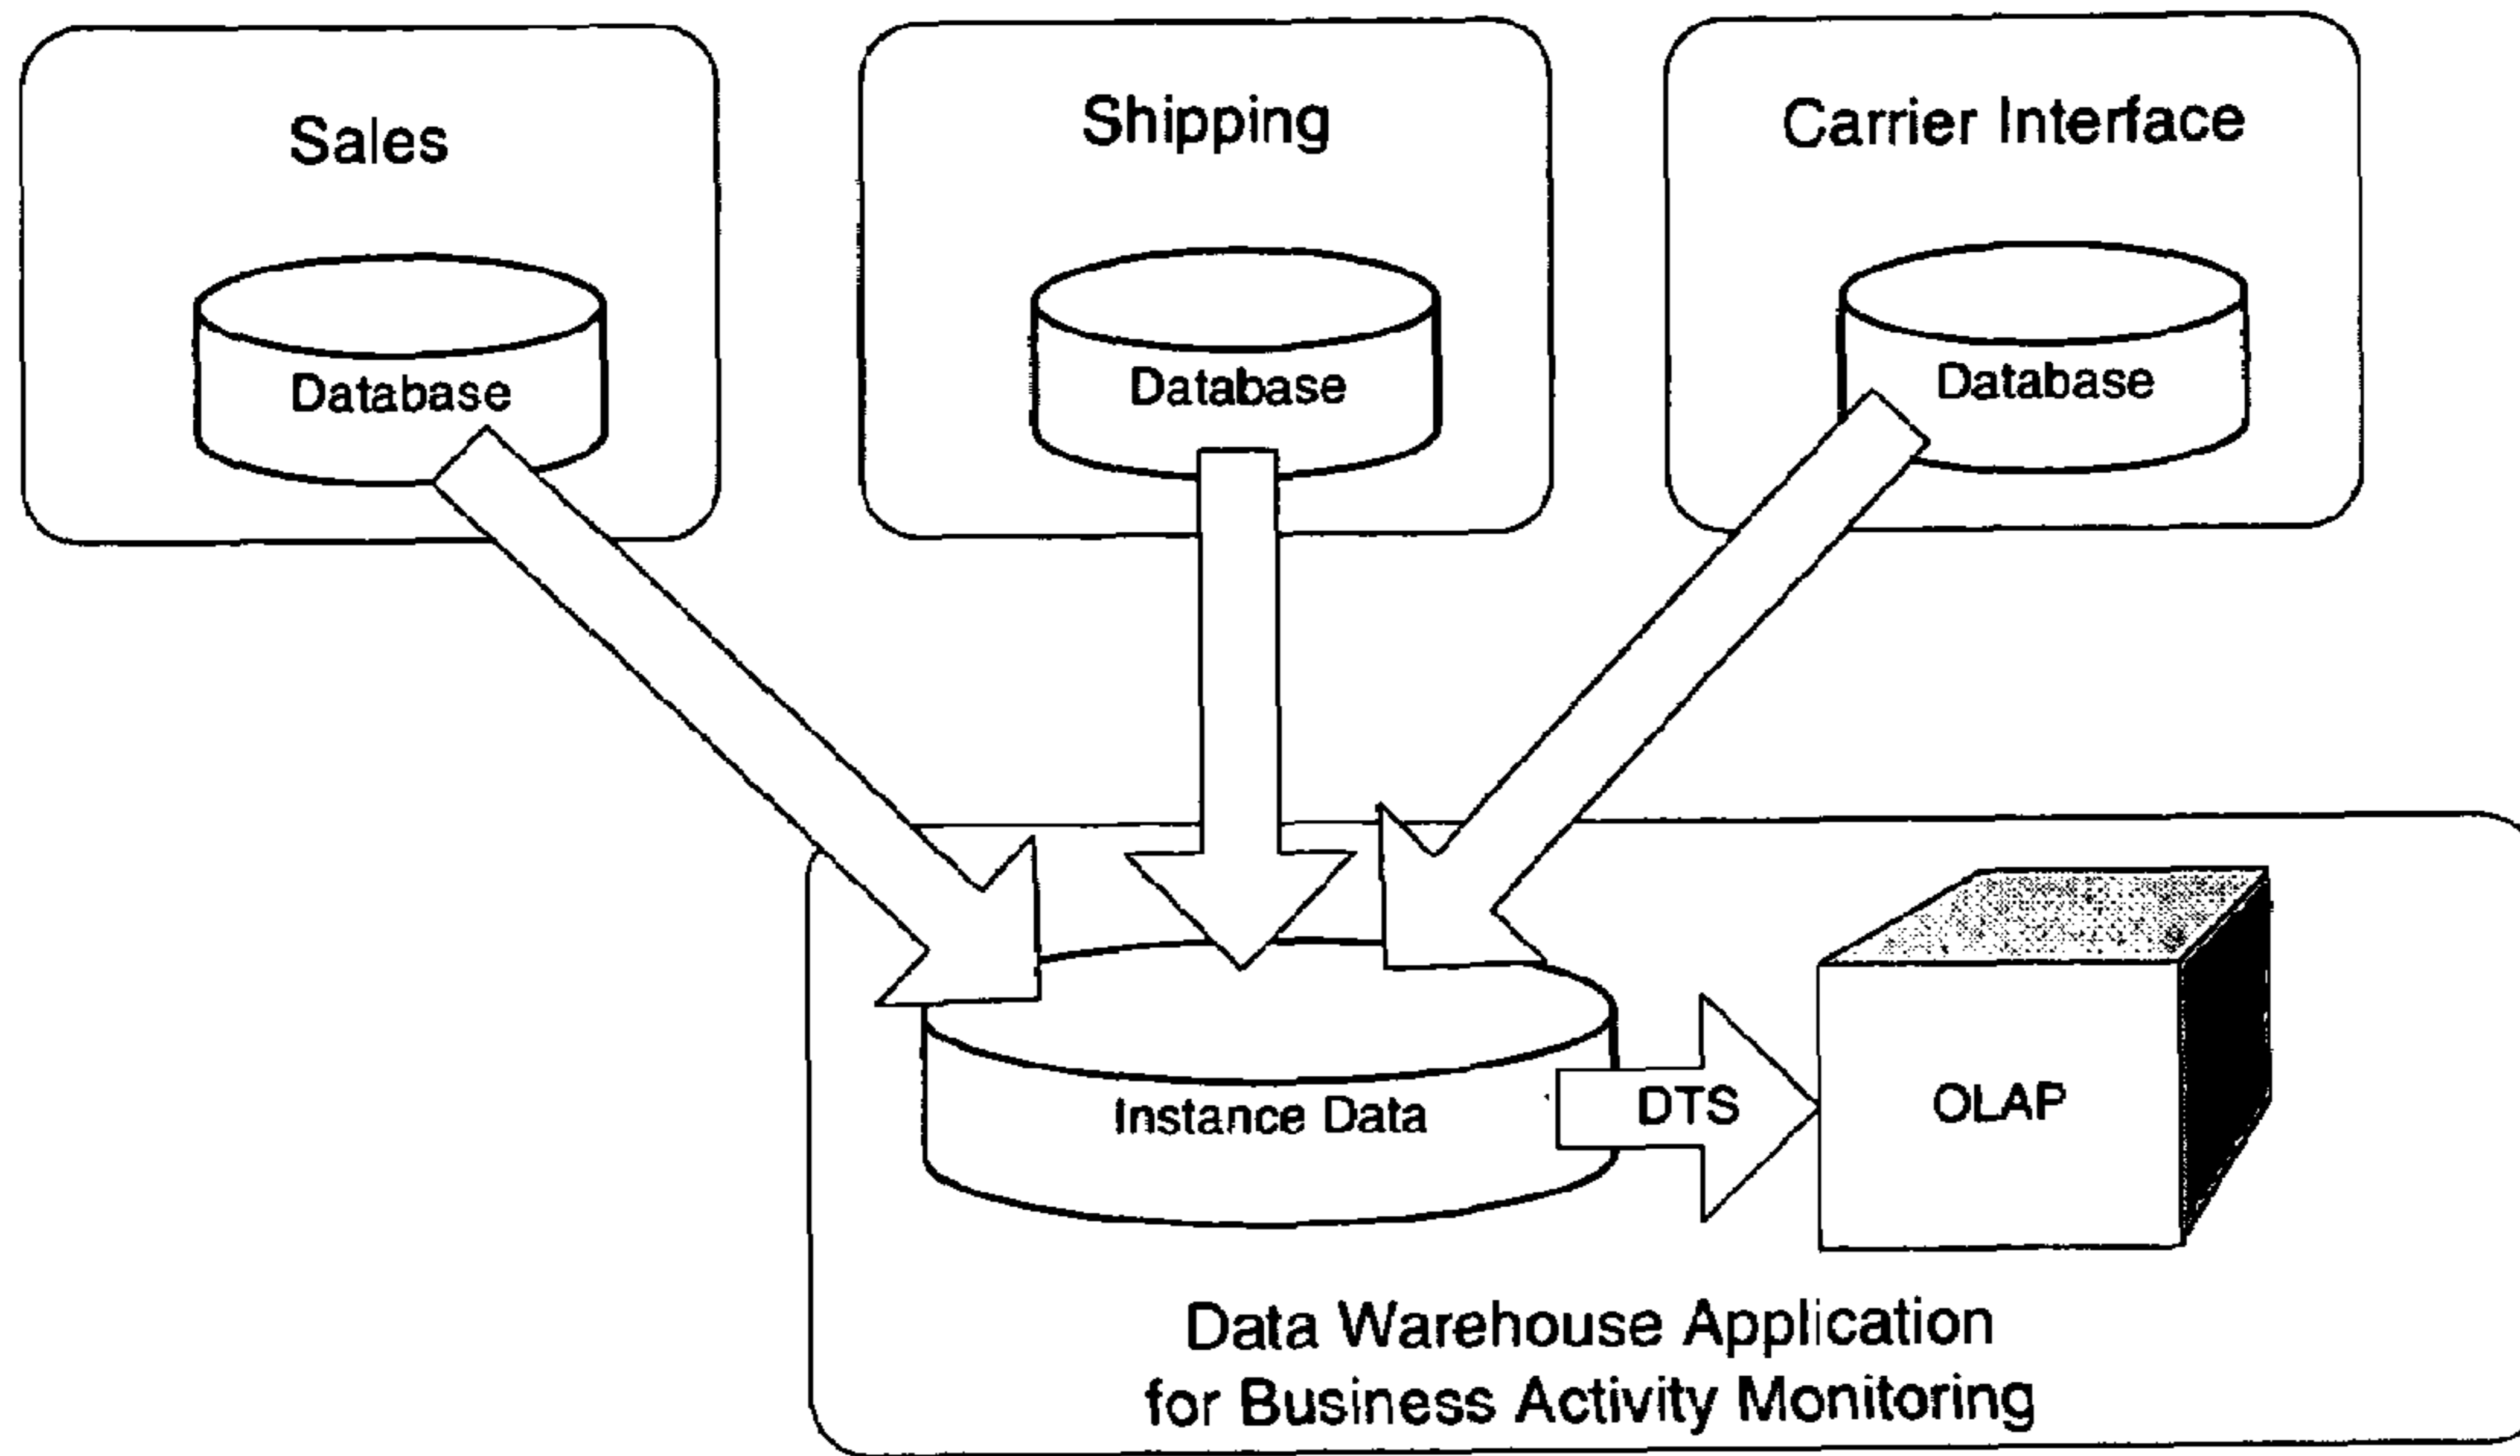 Sales
Shipping
Carrier Interface
Database
Database
Database
Instance Data
DTS
OLAP
Data Warehouse Application
for Business Activity Monitoring